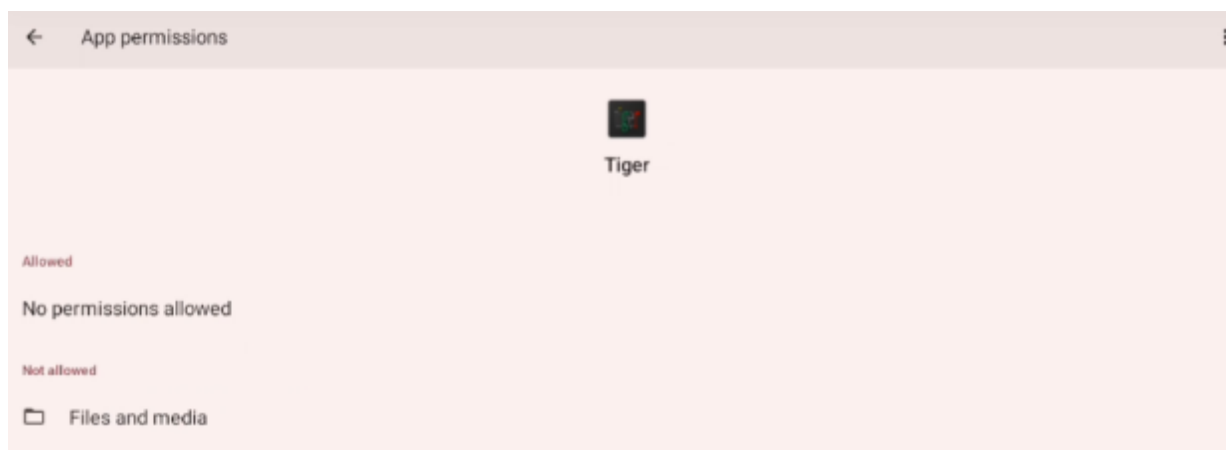 App permissions
Tiger
Allowed
No permissions allowed
Not allowed
Files and media